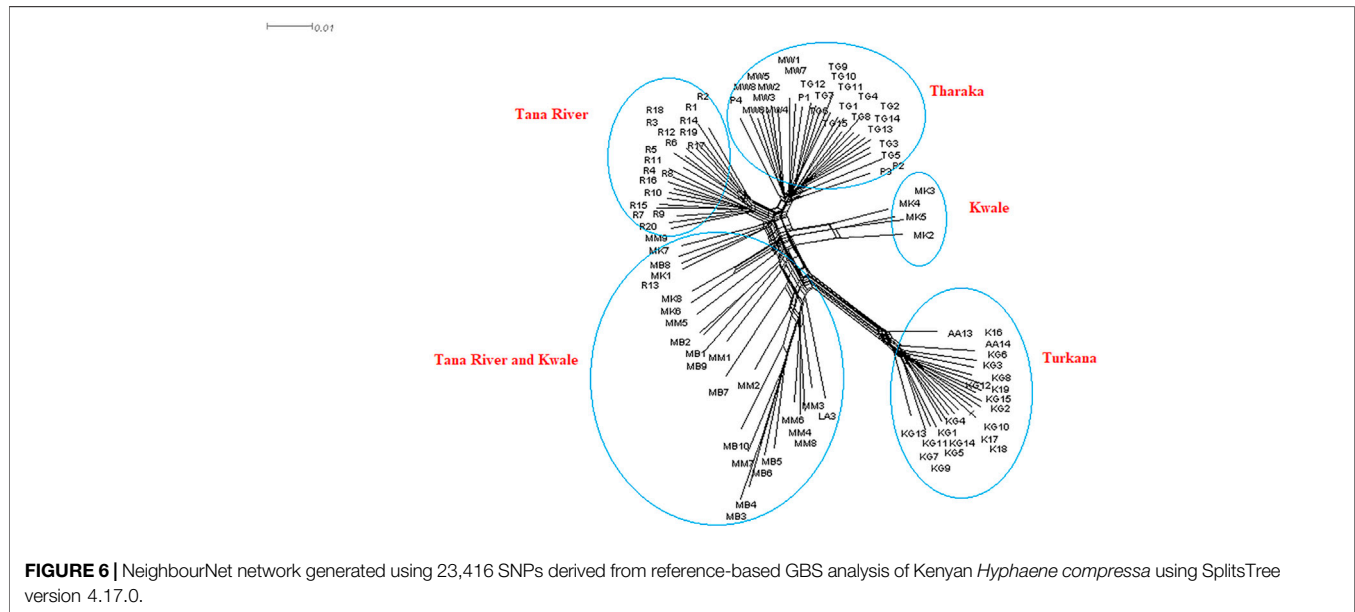 0.01
Tharaka
MW1
MW7
TG9
TG10
MW5
MW8
MW2
TG12
TG11
P4
MW3
P1
TG7
TG4
TG1
TG2
TG6
TG8
TG14
TG15
TG13
TG3
TG5
P2
P3
Tana River
R2
R18
R1
R3
R14
R12
R19
R6
R17
R5
R11
R4
R8
R16
R10
R15
R7
R9
R20
Kwale
MK3
MK4
MK5
MK2
Tana River and Kwale
MM9
MK7
MB8
MK1
R13
MK8
MK6
MM5
MB2
MB1
MM1
MB9
MB7
MM2
MM3
LA3
MM6
MM4
MM8
MB10
MM7
MB5
MB6
MB4
MB3
Turkana
AA13
K16
AA14
KG6
KG3
KG8
KG12
K19
KG15
KG2
KG4
KG10
KG13
KG1
K17
KG11
KG14
K18
KG7
KG5
KG9
FIGURE 6 | NeighbourNet network generated using 23,416 SNPs derived from reference-based GBS analysis of Kenyan Hyphaene compressa using SplitsTree
version 4.17.0.